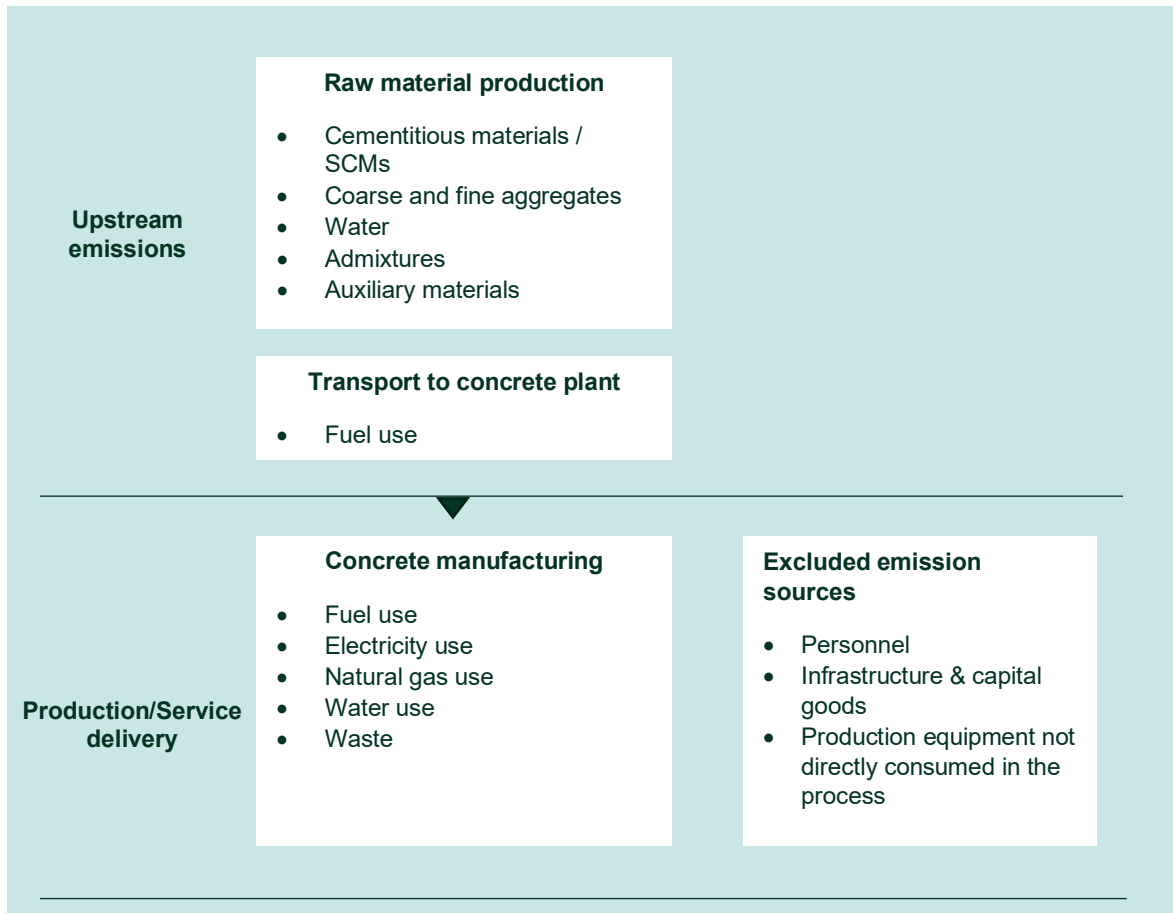 Upstream
emissions
Raw material production
• Cementitious materials /
SCMs
• Coarse and fine aggregates
• Water
• Admixtures
• Auxiliary materials
Transport to concrete plant
• Fuel use
Production/Service
delivery
Concrete manufacturing
• Fuel use
• Electricity use
• Natural gas use
• Water use
• Waste
Excluded emission
sources
• Personnel
• Infrastructure & capital
goods
• Production equipment not
directly consumed in the
process